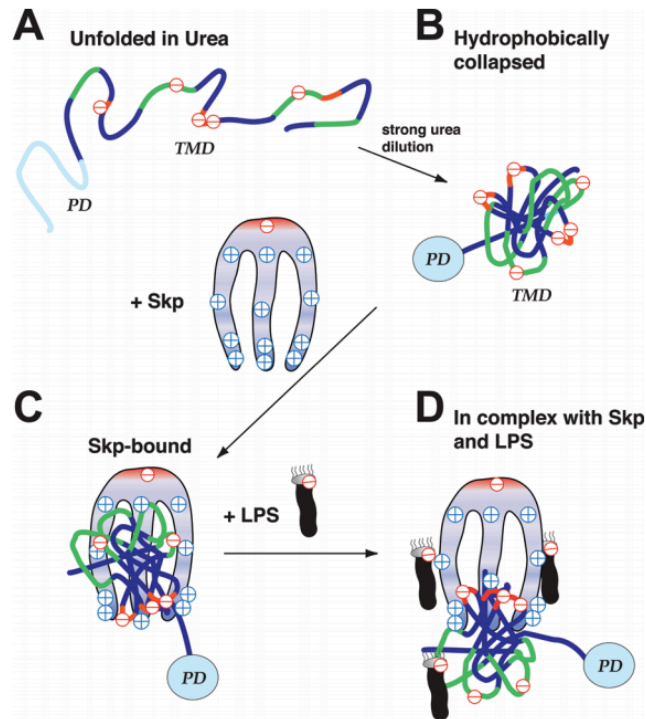 A
Unfolded in Urea
TMD
PD
strong urea
dilution
B
Hydrophobically
collapsed
PD
TMD
+ Skp
C
Skp-bound
PD
+ LPS
D
In complex with Skp
and LPS
PD